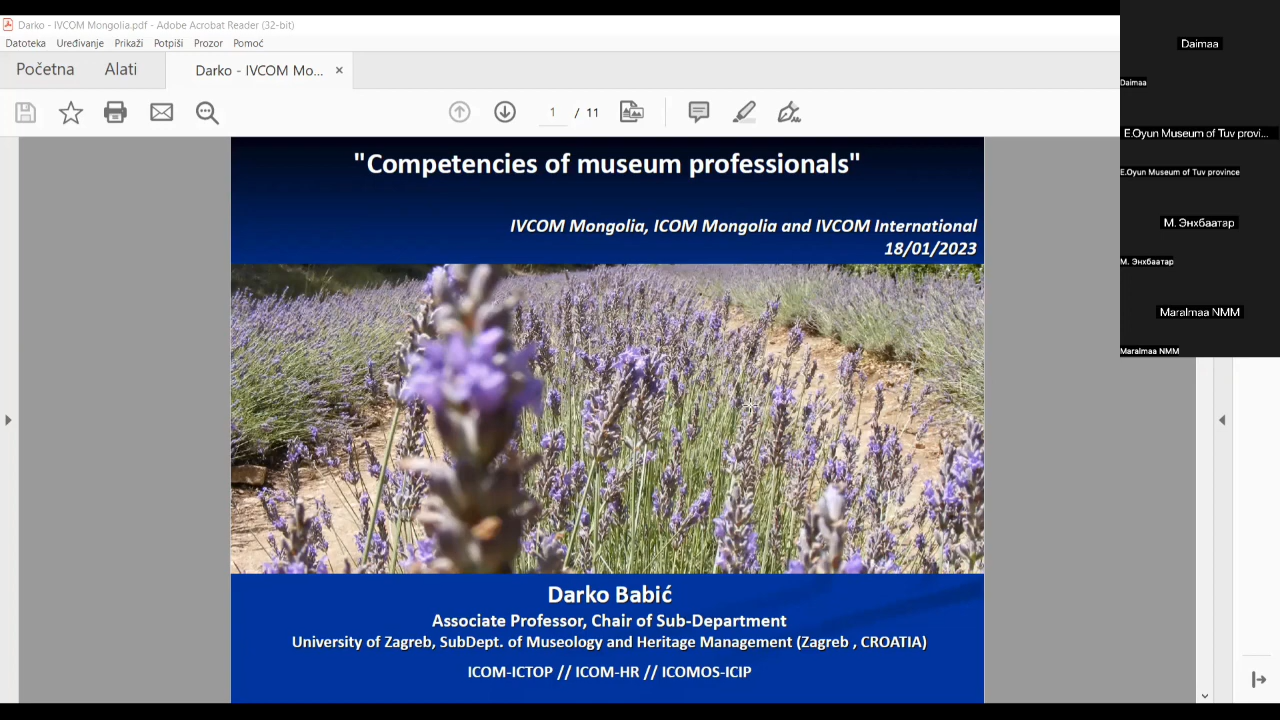 Darko - IVCOM Mongolia.pdf - Adobe Acrobat Reader (32-bit)
Datoteka Uređivanje Prikaži Potpiši Prozor Pomoć
Početna Alati Darko - IVCOM Mo... ×
1 / 11
"Competencies of museum professionals"
IVCOM Mongolia, ICOM Mongolia and IVCOM International
18/01/2023
Darko Babić
Associate Professor, Chair of Sub-Department
University of Zagreb, SubDept. of Museology and Heritage Management (Zagreb , CROATIA)
ICOM-ICTOP // ICOM-HR // ICOMOS-ICIP
Daimaa
Daimaa
E.Oyun Museum of Tuv provi...
E.Oyun Museum of Tuv province
М. Энхбаатар
М. Энхбаатар
Maralmaa NMM
Maralmaa NMM